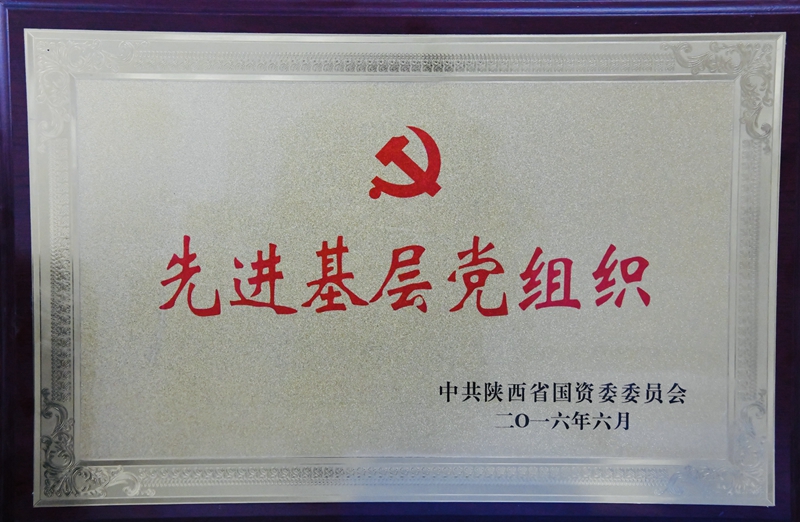 先进基层党组织
中共陕西省国资委委员会
二O一六年六月